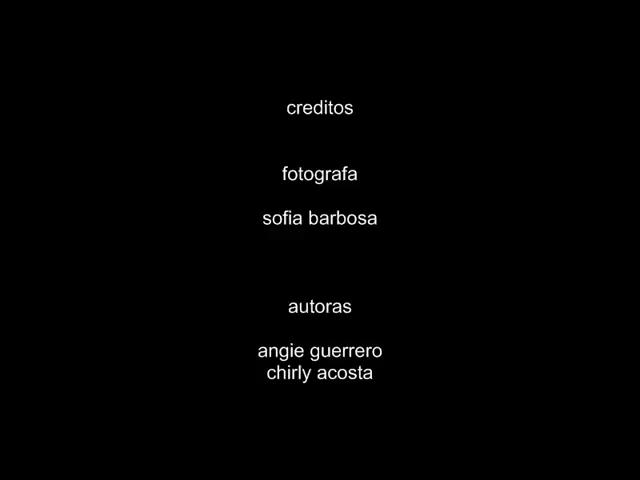 creditos
fotografa
sofia barbosa
autoras
angie guerrero
chirly acosta